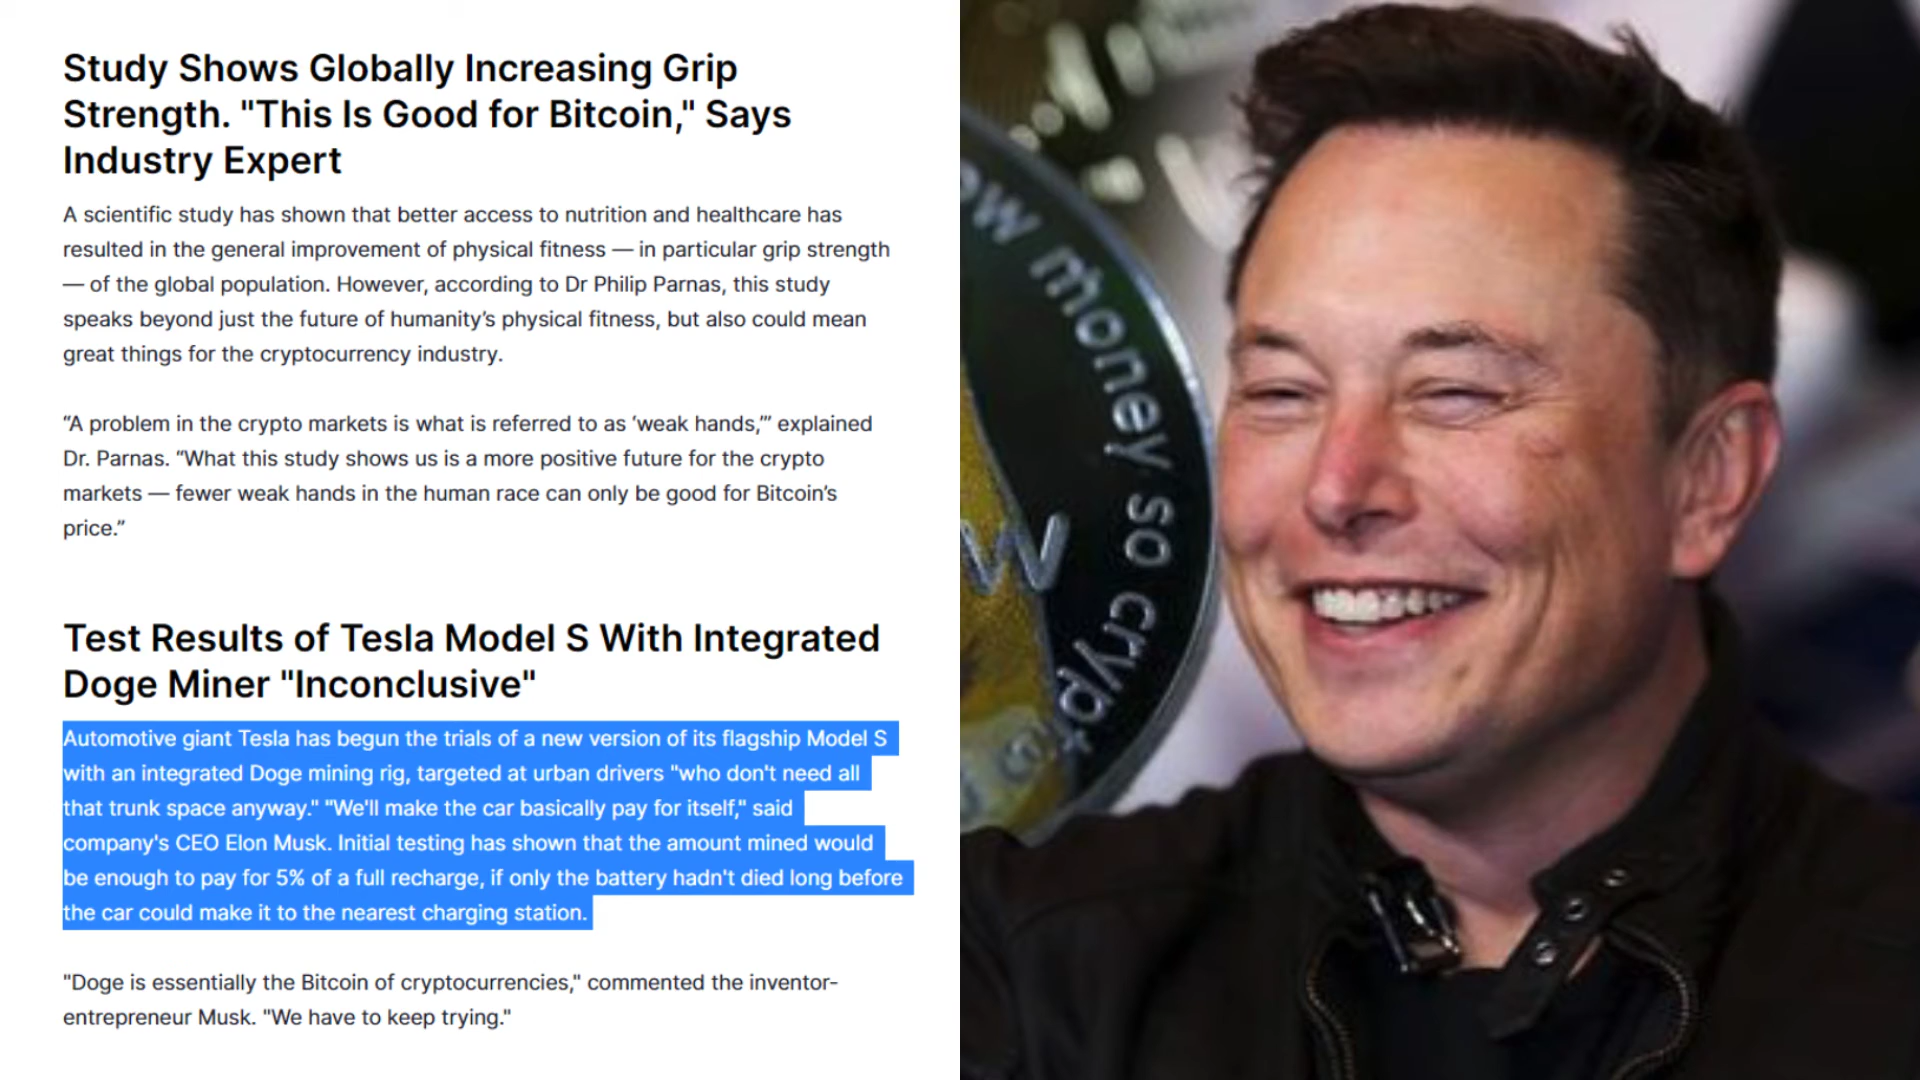 Study Shows Globally Increasing Grip
Strength. "This Is Good for Bitcoin," Says
Industry Expert
A scientific study has shown that better access to nutrition and healthcare has
resulted in the general improvement of physical fitness — in particular grip strength
— of the global population. However, according to Dr Philip Parnas, this study
speaks beyond just the future of humanity’s physical fitness, but also could mean
great things for the cryptocurrency industry.
“A problem in the crypto markets is what is referred to as ‘weak hands,’” explained
Dr. Parnas. “What this study shows us is a more positive future for the crypto
markets — fewer weak hands in the human race can only be good for Bitcoin’s
price.”
Test Results of Tesla Model S With Integrated
Doge Miner "Inconclusive"
Automotive giant Tesla has begun the trials of a new version of its flagship Model S
with an integrated Doge mining rig, targeted at urban drivers "who don't need all
that trunk space anyway." "We'll make the car basically pay for itself," said
company's CEO Elon Musk. Initial testing has shown that the amount mined would
be enough to pay for 5% of a full recharge, if only the battery hadn't died long before
the car could make it to the nearest charging station.
"Doge is essentially the Bitcoin of cryptocurrencies," commented the inventor-
entrepreneur Musk. "We have to keep trying."
ow money so crypt
W